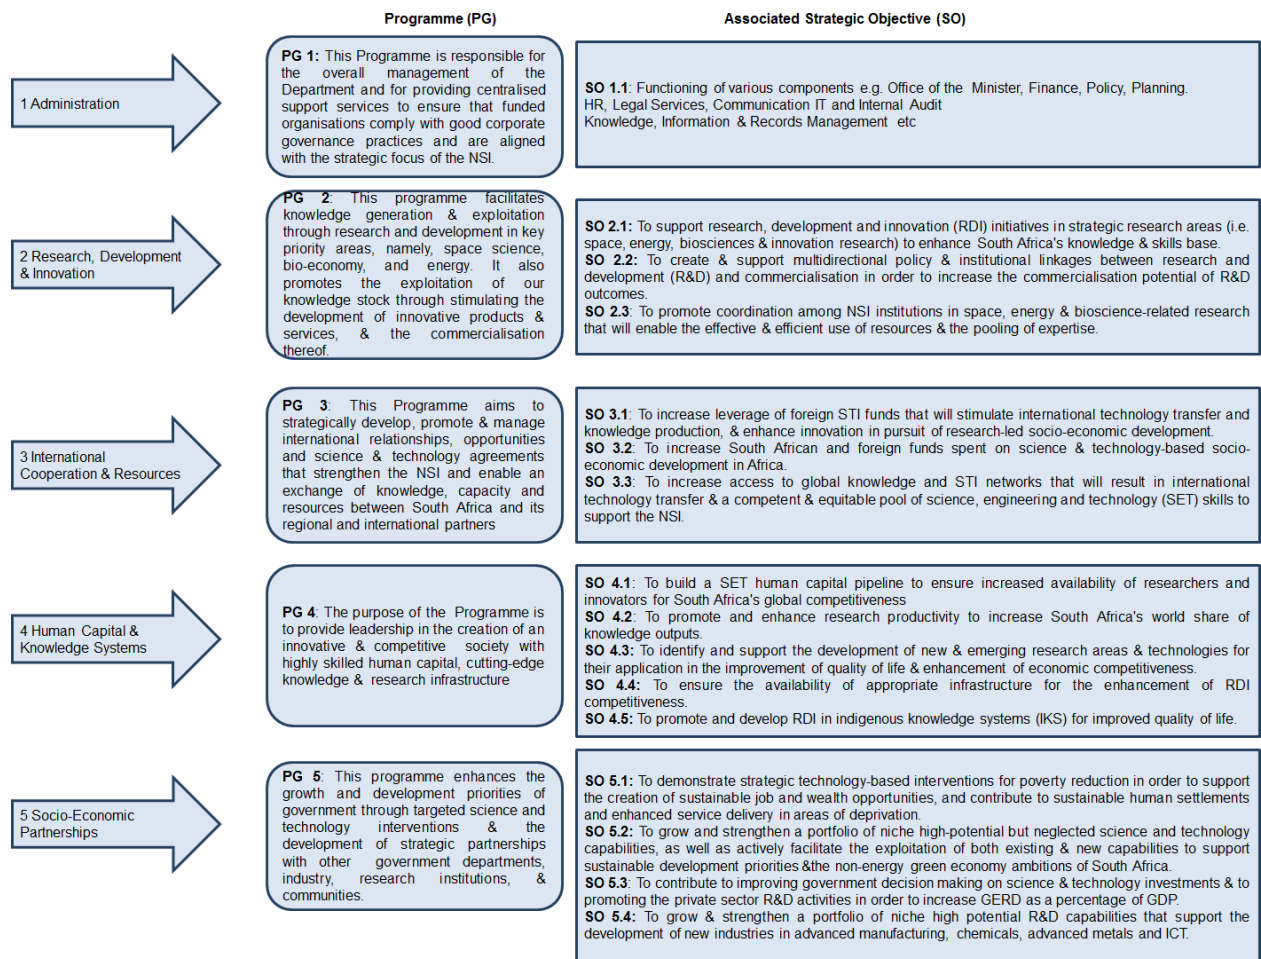 Programme (PG)
Associated Strategic Objective (SO)
1 Administration
PG 1: This Programme is responsible for
the overall management of the
Department and for providing centralised
support services to ensure that funded
organisations comply with good corporate
governance practices and are aligned
with the strategic focus of the NSI.
SO 1.1: Functioning of various components e.g. Office of the Minister, Finance, Policy, Planning.
HR, Legal Services, Communication IT and Internal Audit
Knowledge, Information & Records Management etc
2 Research, Development
& Innovation
PG 2: This programme facilitates
knowledge generation & exploitation
through research and development in key
priority areas, namely, space science,
bio-economy, and energy. It also
promotes the exploitation of our
knowledge stock through stimulating the
development of innovative products &
services, & the commercialisation
thereof.
SO 2.1: To support research, development and innovation (RDI) initiatives in strategic research areas (i.e.
space, energy, biosciences & innovation research) to enhance South Africa's knowledge & skills base.
SO 2.2: To create & support multidirectional policy & institutional linkages between research and
development (R&D) and commercialisation in order to increase the commercialisation potential of R&D
outcomes.
SO 2.3: To promote coordination among NSI institutions in space, energy & bioscience-related research
that will enable the effective & efficient use of resources & the pooling of expertise.
3 International
Cooperation & Resources
PG 3: This Programme aims to
strategically develop, promote & manage
international relationships, opportunities
and science & technology agreements
that strengthen the NSI and enable an
exchange of knowledge, capacity and
resources between South Africa and its
regional and international partners
SO 3.1: To increase leverage of foreign STI funds that will stimulate international technology transfer and
knowledge production, & enhance innovation in pursuit of research-led socio-economic development.
SO 3.2: To increase South African and foreign funds spent on science & technology-based socio-
economic development in Africa.
SO 3.3: To increase access to global knowledge and STI networks that will result in international
technology transfer & a competent & equitable pool of science, engineering and technology (SET) skills to
support the NSI.
4 Human Capital &
Knowledge Systems
PG 4: The purpose of the Programme is
to provide leadership in the creation of an
innovative & competitive society with
highly skilled human capital, cutting-edge
knowledge & research infrastructure
SO 4.1: To build a SET human capital pipeline to ensure increased availability of researchers and
innovators for South Africa's global competitiveness
SO 4.2: To promote and enhance research productivity to increase South Africa's world share of
knowledge outputs.
SO 4.3: To identify and support the development of new & emerging research areas & technologies for
their application in the improvement of quality of life & enhancement of economic competitiveness.
SO 4.4: To ensure the availability of appropriate infrastructure for the enhancement of RDI
competitiveness.
SO 4.5: To promote and develop RDI in indigenous knowledge systems (IKS) for improved quality of life.
5 Socio-Economic
Partnerships
PG 5: This programme enhances the
growth and development priorities of
government through targeted science and
technology interventions & the
development of strategic partnerships
with other government departments,
industry, research institutions, &
communities.
SO 5.1: To demonstrate strategic technology-based interventions for poverty reduction in order to support
the creation of sustainable job and wealth opportunities, and contribute to sustainable human settlements
and enhanced service delivery in areas of deprivation.
SO 5.2: To grow and strengthen a portfolio of niche high-potential but neglected science and technology
capabilities, as well as actively facilitate the exploitation of both existing & new capabilities to support
sustainable development priorities &the non-energy green economy ambitions of South Africa.
SO 5.3: To contribute to improving government decision making on science & technology investments & to
promoting the private sector R&D activities in order to increase GERD as a percentage of GDP.
SO 5.4: To grow & strengthen a portfolio of niche high potential R&D capabilities that support the
development of new industries in advanced manufacturing, chemicals, advanced metals and ICT.